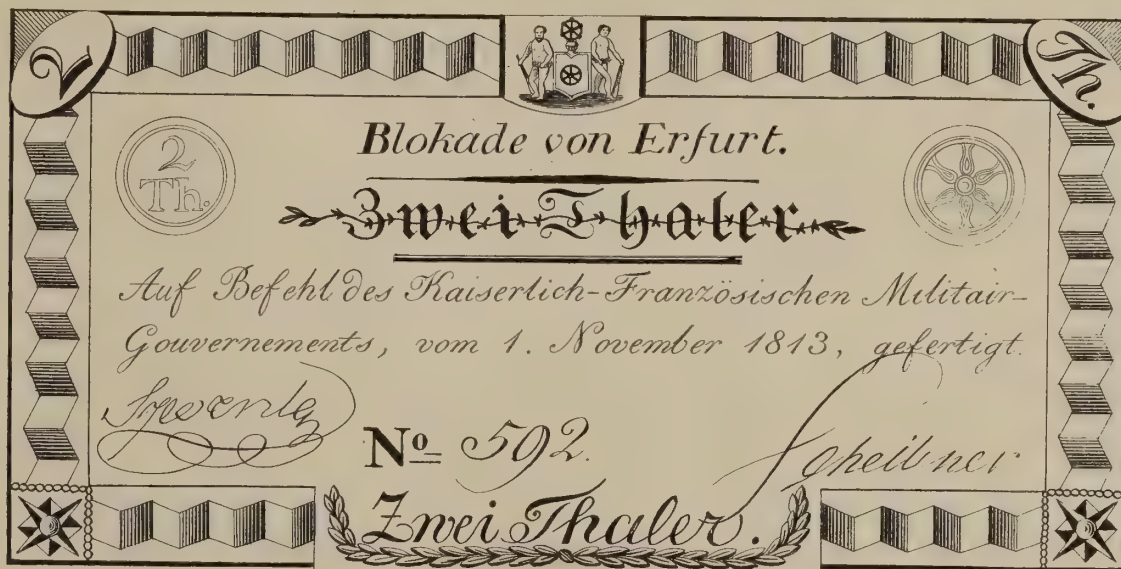 2
Th.
2
Th.
Blokade von Erfurt.
Zwei Thaler
Auf Befehl des Kaiserlich-Französischen Militair-
Gouvernements, vom 1. November 1813, gefertigt.
Scheibner
No 592.
Zwei Thaler.